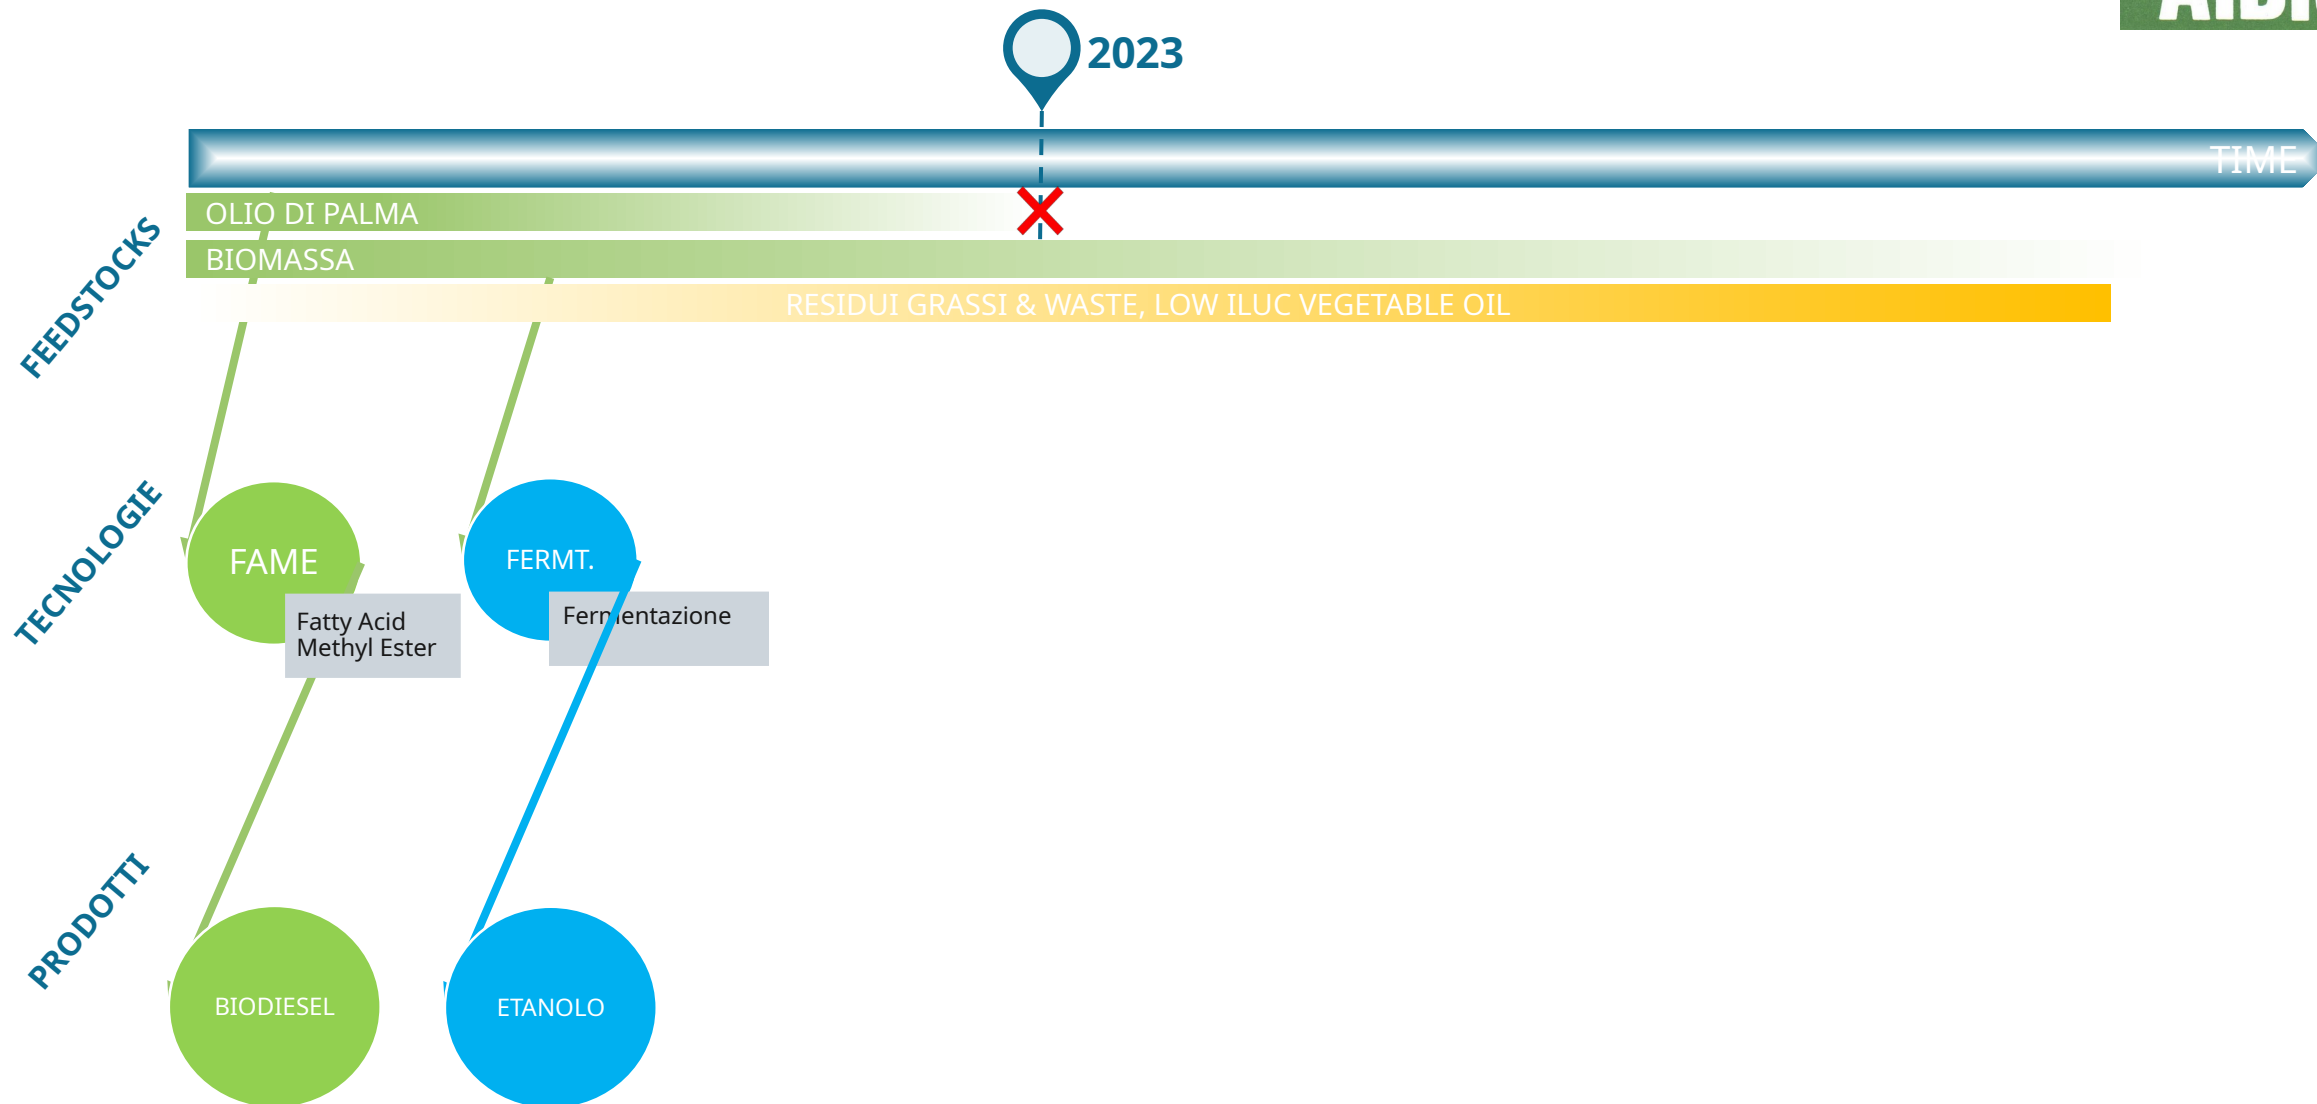 2023
TIME
FEEDSTOCKS
OLIO DI PALMA
BIOMASSA
RESIDUI GRASSI & WASTE, LOW ILUC VEGETABLE OIL
TECNOLOGIE
FAME
Fatty Acid
Methyl Ester
FERMT.
Fermentazione
PRODOTTI
BIODIESEL
ETANOLO